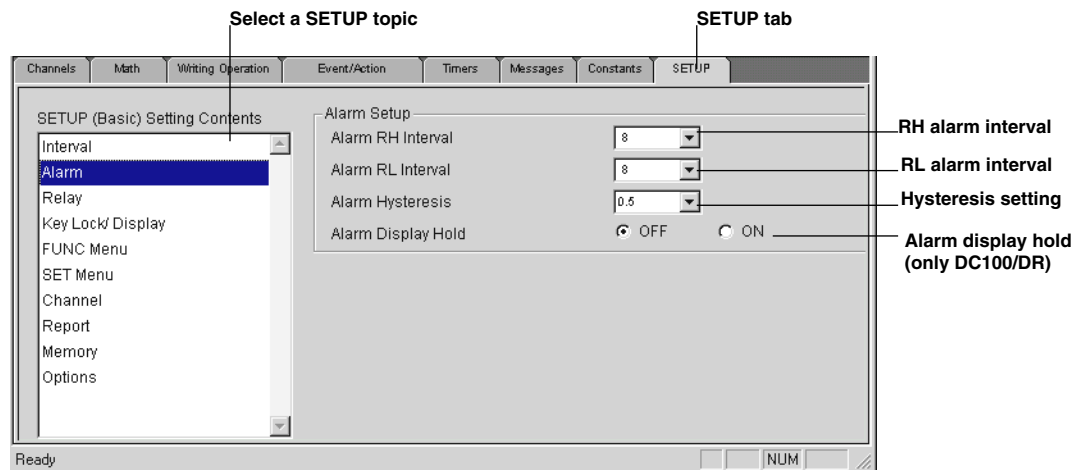 Select a SETUP topic SETUP tab
Channels Math Writing Operation Event/Action Timers Messages Constants SETUP
SETUP (Basic) Setting Contents
Interval
Alarm
Relay
Key Lock/ Display
FUNC Menu
SET Menu
Channel
Report
Memory
Options
Alarm Setup
Alarm RH Interval 8
RH alarm interval
Alarm RL Interval 8
RL alarm interval
Alarm Hysteresis 0.5
Hysteresis setting
Alarm Display Hold OFF ON
Alarm display hold
(only DC100/DR)
Ready NUM